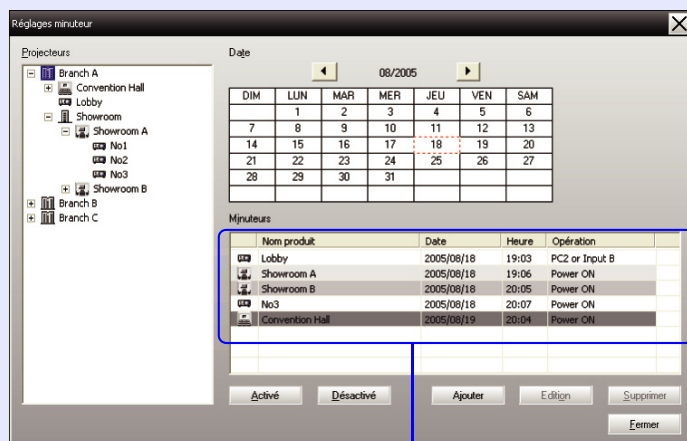 Réglages minuteur
Projecteurs
Branch A
Convention Hall
Lobby
Showroom
Showroom A
No1
No2
No3
Showroom B
Branch B
Branch C
Date
08/2005
DIM LUN MAR MER JEU VEN SAM
1 2 3 4 5 6
7 8 9 10 11 12 13
14 15 16 17 18 19 20
21 22 23 24 25 26 27
28 29 30 31
Minuteurs
Nom produit Date Heure Opération
Lobby 2005/08/18 19:03 PC2 or Input B
Showroom A 2005/08/18 19:06 Power ON
Showroom B 2005/08/18 20:05 Power ON
No3 2005/08/18 20:07 Power ON
Convention Hall 2005/08/19 20:04 Power ON
Activé Désactivé Ajouter Edition Supprimer
Fermer